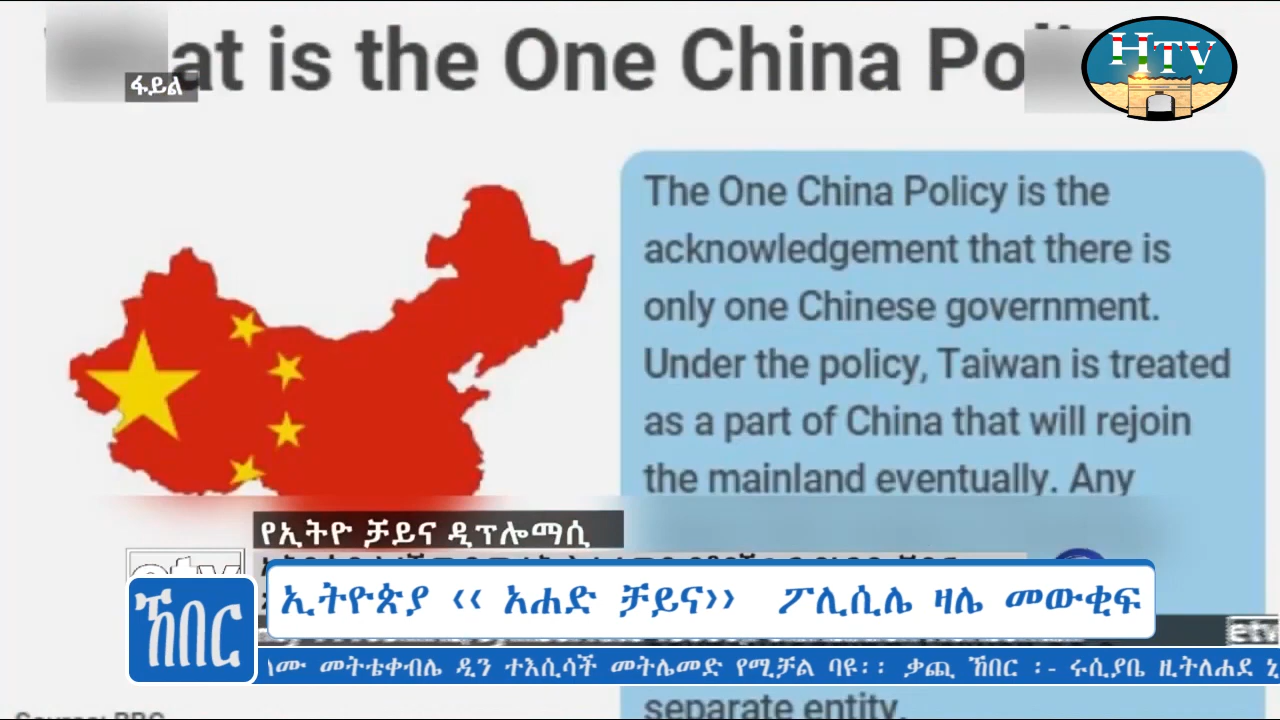 at is the One China Po
HTV
ፋይል
The One China Policy is the
acknowledgement that there is
only one Chinese government.
Under the policy, Taiwan is treated
as a part of China that will rejoin
the mainland eventually. Any
የኢትዮ ቻይና ዲፕሎማሲ
ኢትዮጵያ ‹‹ አሐድ ቻይና›› ፖሊሲሌ ዛሌ መውቂፍ
ኸበር
etv
ለሙ መትቴቀብሌ ዲን ተእሲሳች መትሌመድ የሚቻል ባዩ፡፡ ቃጪ ኸበር ፡- ሩሲያቤ ዚትለሐደ ኒ
separate entity.